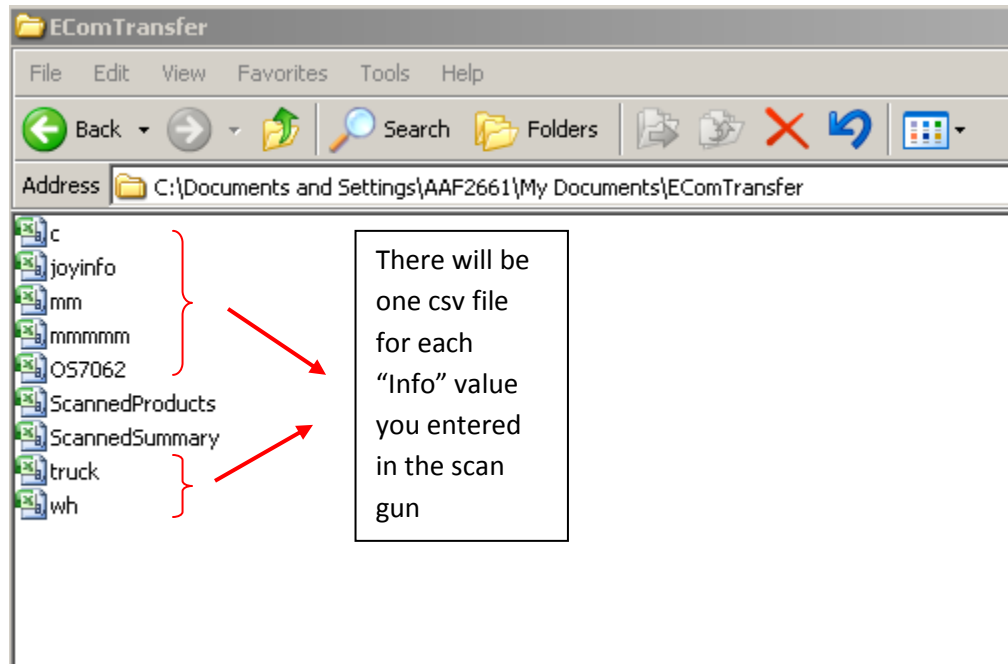 EComTransfer
File Edit View Favorites Tools Help
Back Search Folders
Address C:\Documents and Settings\AAF2661\My Documents\EComTransfer
c
joyinfo
mm
mmmmm
OS7062
ScannedProducts
ScannedSummary
truck
wh
There will be
one csv file
for each
“Info” value
you entered
in the scan
gun